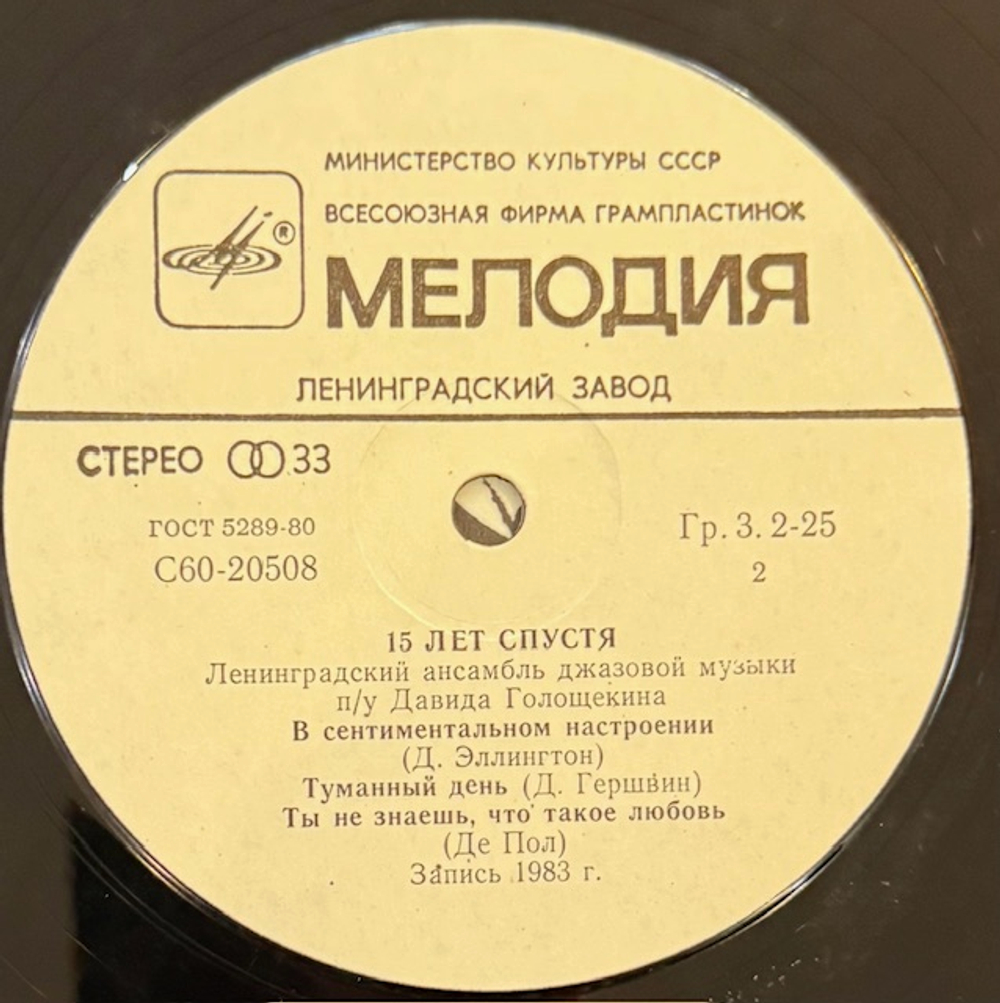 МИНИСТЕРСТВО КУЛЬТУРЫ СССР
ВСЕСОЮЗНАЯ ФИРМА ГРАМПЛАСТИНОК
®
МЕЛОДИЯ
ЛЕНИНГРАДСКИЙ ЗАВОД
СТЕРЕО 33
ГОСТ 5289-80
С60-20508
Гр. 3. 2-25
2
15 ЛЕТ СПУСТЯ
Ленинградский ансамбль джазовой музыки
п/у Давида Голощекина
В сентиментальном настроении
(Д. Эллингтон)
Туманный день (Д. Гершвин)
Ты не знаешь, что такое любовь
(Де Пол)
Запись 1983 г.